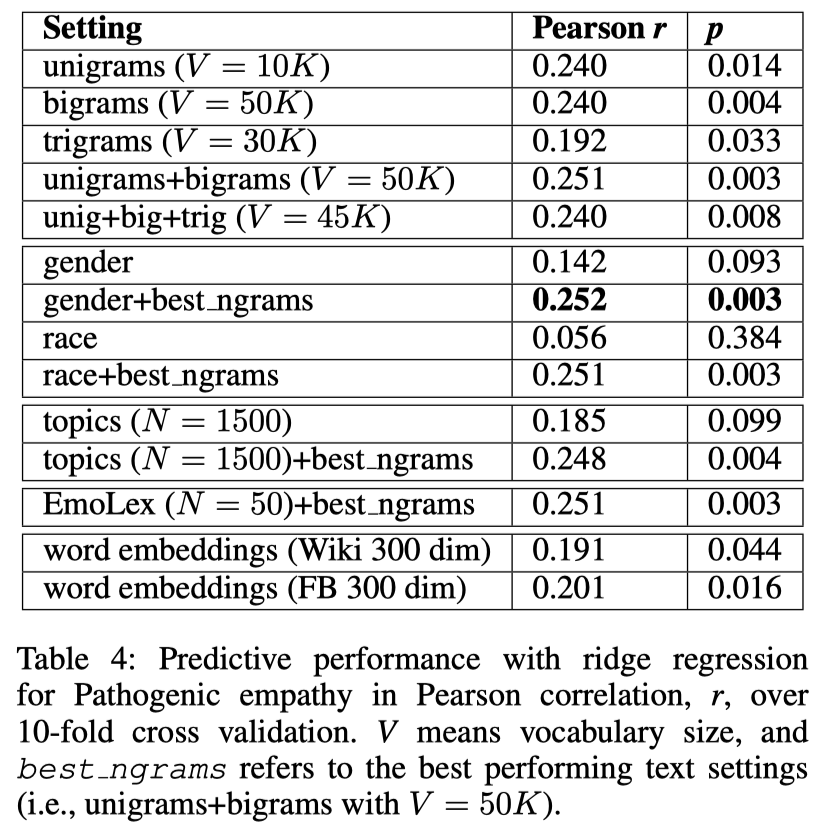 Setting Pearson r p
unigrams (V = 10K) 0.240 0.014
bigrams (V = 50K) 0.240 0.004
trigrams (V = 30K) 0.192 0.033
unigrams+bigrams (V = 50K) 0.251 0.003
unig+big+trig (V = 45K) 0.240 0.008
gender 0.142 0.093
gender+best_ngrams 0.252 0.003
race 0.056 0.384
race+best_ngrams 0.251 0.003
topics (N = 1500) 0.185 0.099
topics (N = 1500)+best_ngrams 0.248 0.004
EmoLex (N = 50)+best_ngrams 0.251 0.003
word embeddings (Wiki 300 dim) 0.191 0.044
word embeddings (FB 300 dim) 0.201 0.016
Table 4: Predictive performance with ridge regression
for Pathogenic empathy in Pearson correlation, r, over
10-fold cross validation. V means vocabulary size, and
best_ngrams refers to the best performing text settings
(i.e., unigrams+bigrams with V = 50K).